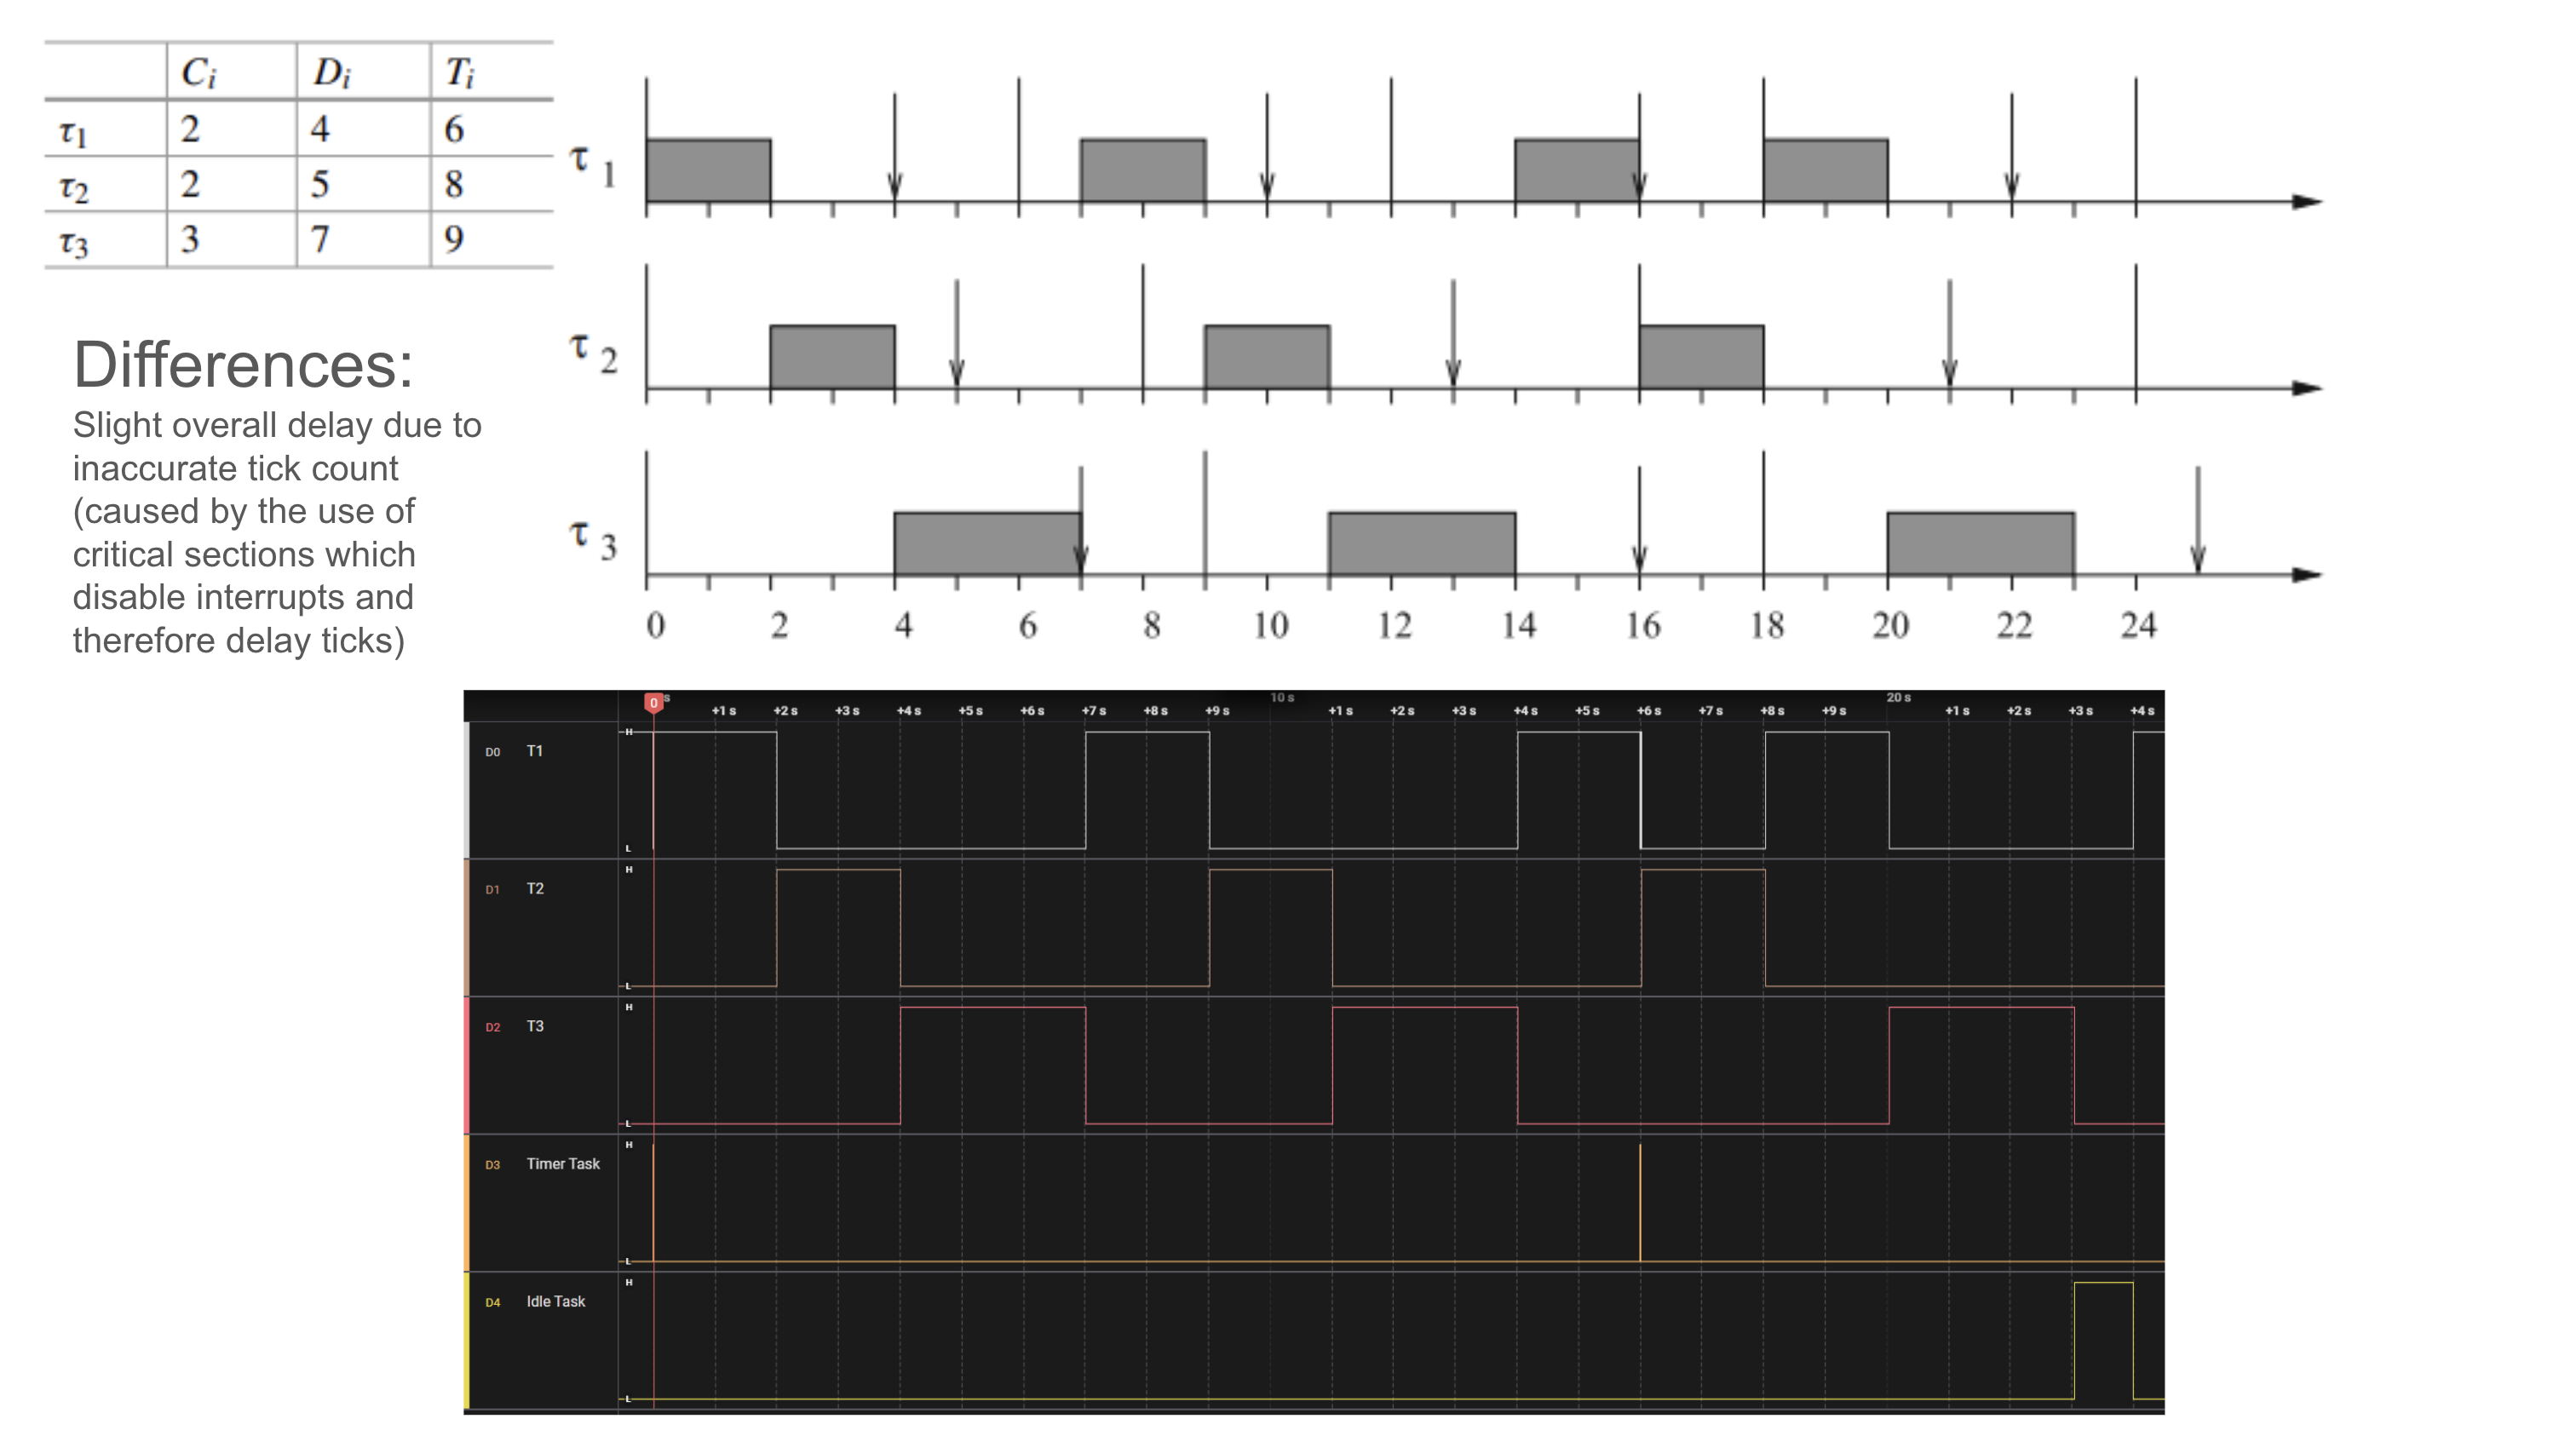 Cᵢ Dᵢ Tᵢ
τ₁ 2 4 6
τ₂ 2 5 8
τ₃ 3 7 9
Differences:
Slight overall delay due to
inaccurate tick count
(caused by the use of
critical sections which
disable interrupts and
therefore delay ticks)
τ 1
τ 2
τ 3
0 2 4 6 8 10 12 14 16 18 20 22 24
0 s 10 s 20 s
+1 s +2 s +3 s +4 s +5 s +6 s +7 s +8 s +9 s +1 s +2 s +3 s +4 s +5 s +6 s +7 s +8 s +9 s +1 s +2 s +3 s +4 s
H
D0 T1
L
H
D1 T2
L
H
D2 T3
L
H
D3 Timer Task
L
H
D4 Idle Task
L